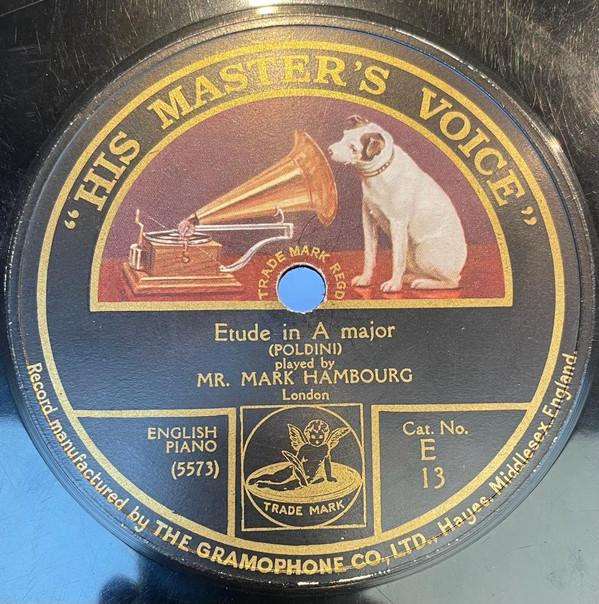 "HIS MASTER'S VOICE"
TRADE MARK REGD
Etude in A major
(POLDINI)
played by
MR. MARK HAMBOURG
London
ENGLISH
PIANO
(5573)
TRADE MARK
Cat. No.
E
13
Record manufactured by THE GRAMOPHONE CO., LTD., Hayes, Middlesex, England.